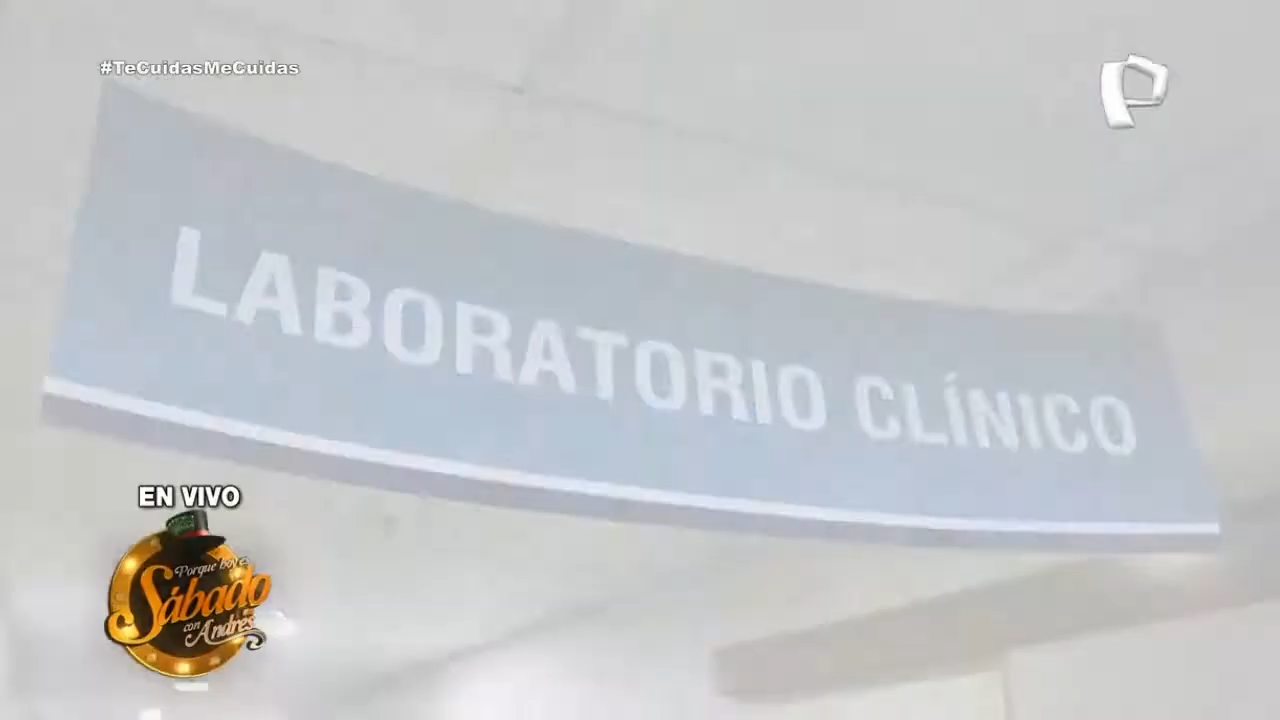 #TeCuidasMeCuidas
LABORATORIO CLÍNICO
EN VIVO
Porque hoy es
Sábado
con
Andrés